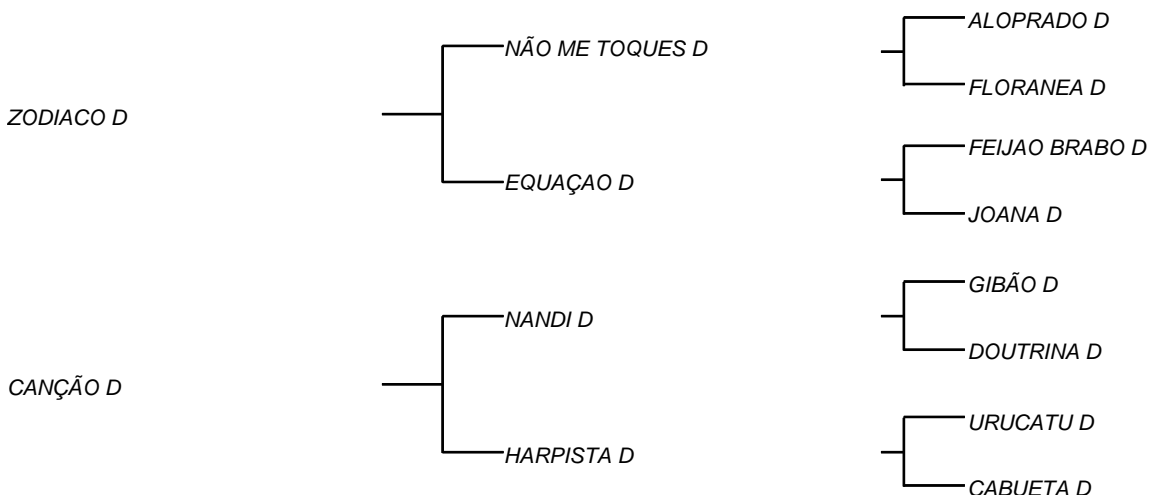 ALOPRADO D
NÃO ME TOQUES D
FLORANEA D
ZODIACO D
FEIJAO BRABO D
EQUAÇAO D
JOANA D
GIBÃO D
NANDI D
DOUTRINA D
CANÇÃO D
URUCATU D
HARPISTA D
CABUETA D